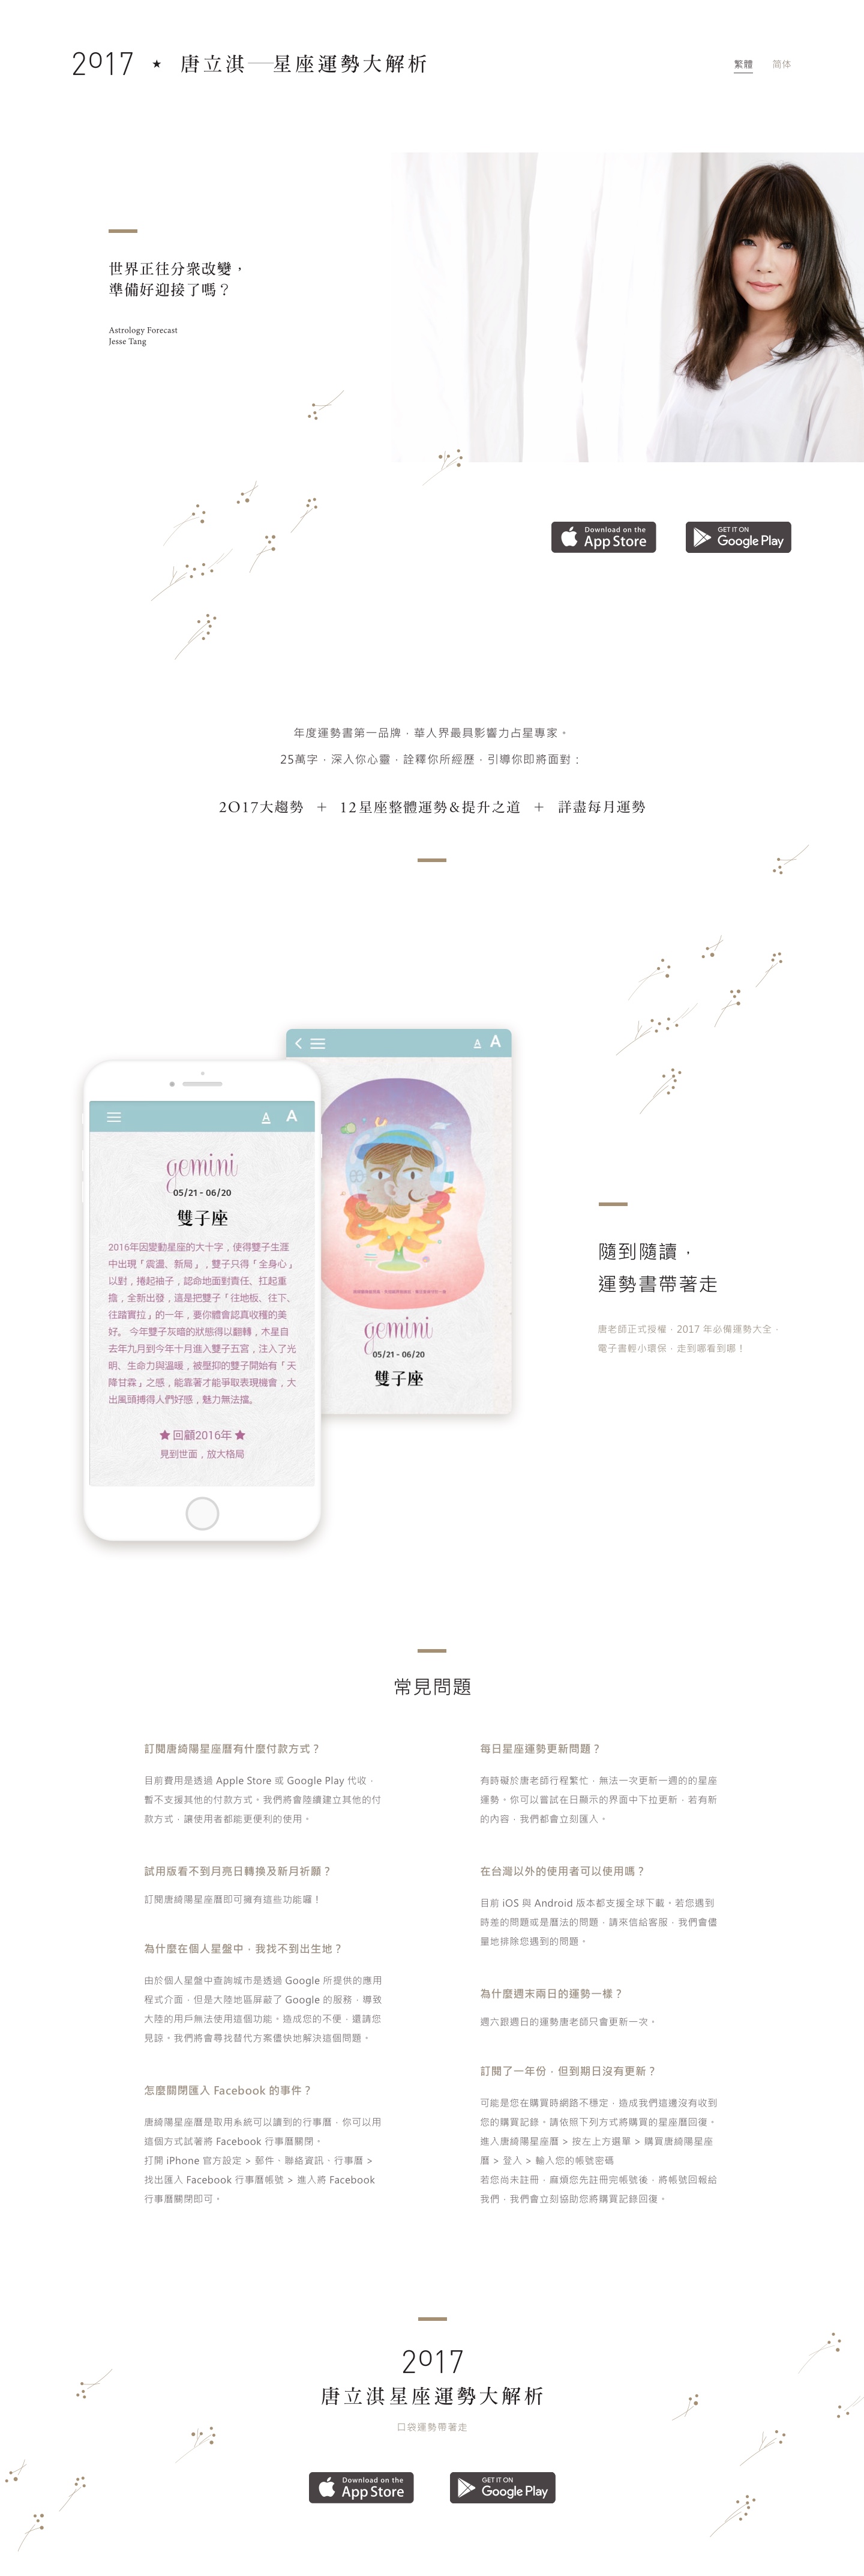 2017 ★ 唐立淇──星座運勢大解析
繁體 简体
世界正往分衆改變，
準備好迎接了嗎？
Astrology Forecast
Jesse Tang
Download on the
App Store
GET IT ON
Google Play
年度運勢書第一品牌，華人界最具影響力占星專家。
25萬字，深入你心靈，詮釋你所經歷，引導你即將面對：
2017大趨勢 + 12星座整體運勢&提升之道 + 詳盡每月運勢
A A
gemini
05/21 - 06/20
雙子座
A A
gemini
05/21 - 06/20
雙子座
2016年因變動星座的大十字，使得雙子生涯
中出現「震盪、新局」，雙子只得「全身心」
以對，捲起袖子，認命地面對責任、扛起重
擔，全新出發，這是把雙子「往地板、往下、
往踏實拉」的一年，要你體會認真收穫的美
好。 今年雙子灰暗的狀態得以翻轉，木星自
去年九月到今年十月進入雙子五宮，注入了光
明、生命力與溫暖，被壓抑的雙子開始有「天
降甘霖」之感，能靠著才能爭取表現機會，大
出風頭搏得人們好感，魅力無法擋。
★ 回顧2016年 ★
見到世面，放大格局
隨到隨讀，
運勢書帶著走
唐老師正式授權，2017 年必備運勢大全，
電子書輕小環保，走到哪看到哪！
常見問題
訂閱唐綺陽星座曆有什麼付款方式？
目前費用是透過 Apple Store 或 Google Play 代收，
暫不支援其他的付款方式。我們將會陸續建立其他的付
款方式，讓使用者都能更便利的使用。
試用版看不到月亮日轉換及新月祈願？
訂閱唐綺陽星座曆即可擁有這些功能囉！
為什麼在個人星盤中，我找不到出生地？
由於個人星盤中查詢城市是透過 Google 所提供的應用
程式介面，但是大陸地區屏蔽了 Google 的服務，導致
大陸的用戶無法使用這個功能。造成您的不便，還請您
見諒。我們將會尋找替代方案儘快地解決這個問題。
怎麼關閉匯入 Facebook 的事件？
唐綺陽星座曆是取用系統可以讀到的行事曆，你可以用
這個方式試著將 Facebook 行事曆關閉。
打開 iPhone 官方設定 > 郵件、聯絡資訊、行事曆 >
找出匯入 Facebook 行事曆帳號 > 進入將 Facebook
行事曆關閉即可。
每日星座運勢更新問題？
有時礙於唐老師行程繁忙，無法一次更新一週的的星座
運勢。你可以嘗試在日顯示的界面中下拉更新，若有新
的內容，我們都會立刻匯入。
在台灣以外的使用者可以使用嗎？
目前 iOS 與 Android 版本都支援全球下載。若您遇到
時差的問題或是曆法的問題，請來信給客服，我們會儘
量地排除您遇到的問題。
為什麼週末兩日的運勢一樣？
週六跟週日的運勢唐老師只會更新一次。
訂閱了一年份，但到期日沒有更新？
可能是您在購買時網路不穩定，造成我們這邊沒有收到
您的購買記錄。請依照下列方式將購買的星座曆回復。
進入唐綺陽星座曆 > 按左上方選單 > 購買唐綺陽星座
曆 > 登入 > 輸入您的帳號密碼
若您尚未註冊，麻煩您先註冊完帳號後，將帳號回報給
我們，我們會立刻協助您將購買記錄回復。
2017
唐立淇星座運勢大解析
口袋運勢帶著走
Download on the
App Store
GET IT ON
Google Play